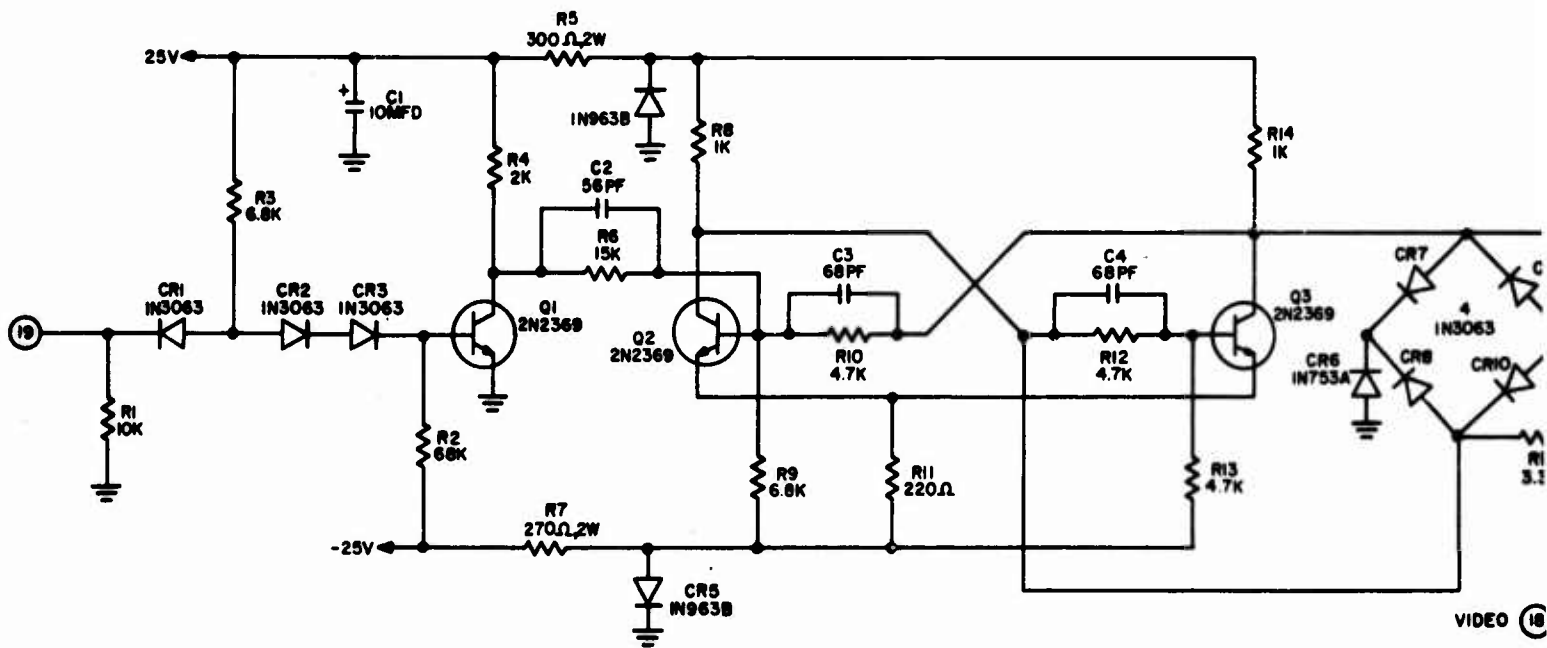 R5
300Ω,2W
25V
C1
10MFD
+
1N963B
R8
1K
R14
1K
R4
2K
C2
56PF
R3
6.8K
R6
15K
C3
68PF
C4
68PF
CR7
CR1
1N3063
CR2
1N3063
CR3
1N3063
Q1
2N2369
Q3
2N2369
4
1N3063
19
Q2
2N2369
R10
4.7K
R12
4.7K
CR6
1N753A
CR8
CR10
R1
10K
R2
68K
R9
6.8K
R11
220Ω
R13
4.7K
R7
270Ω,2W
-25V
CR5
1N963B
VIDEO 18